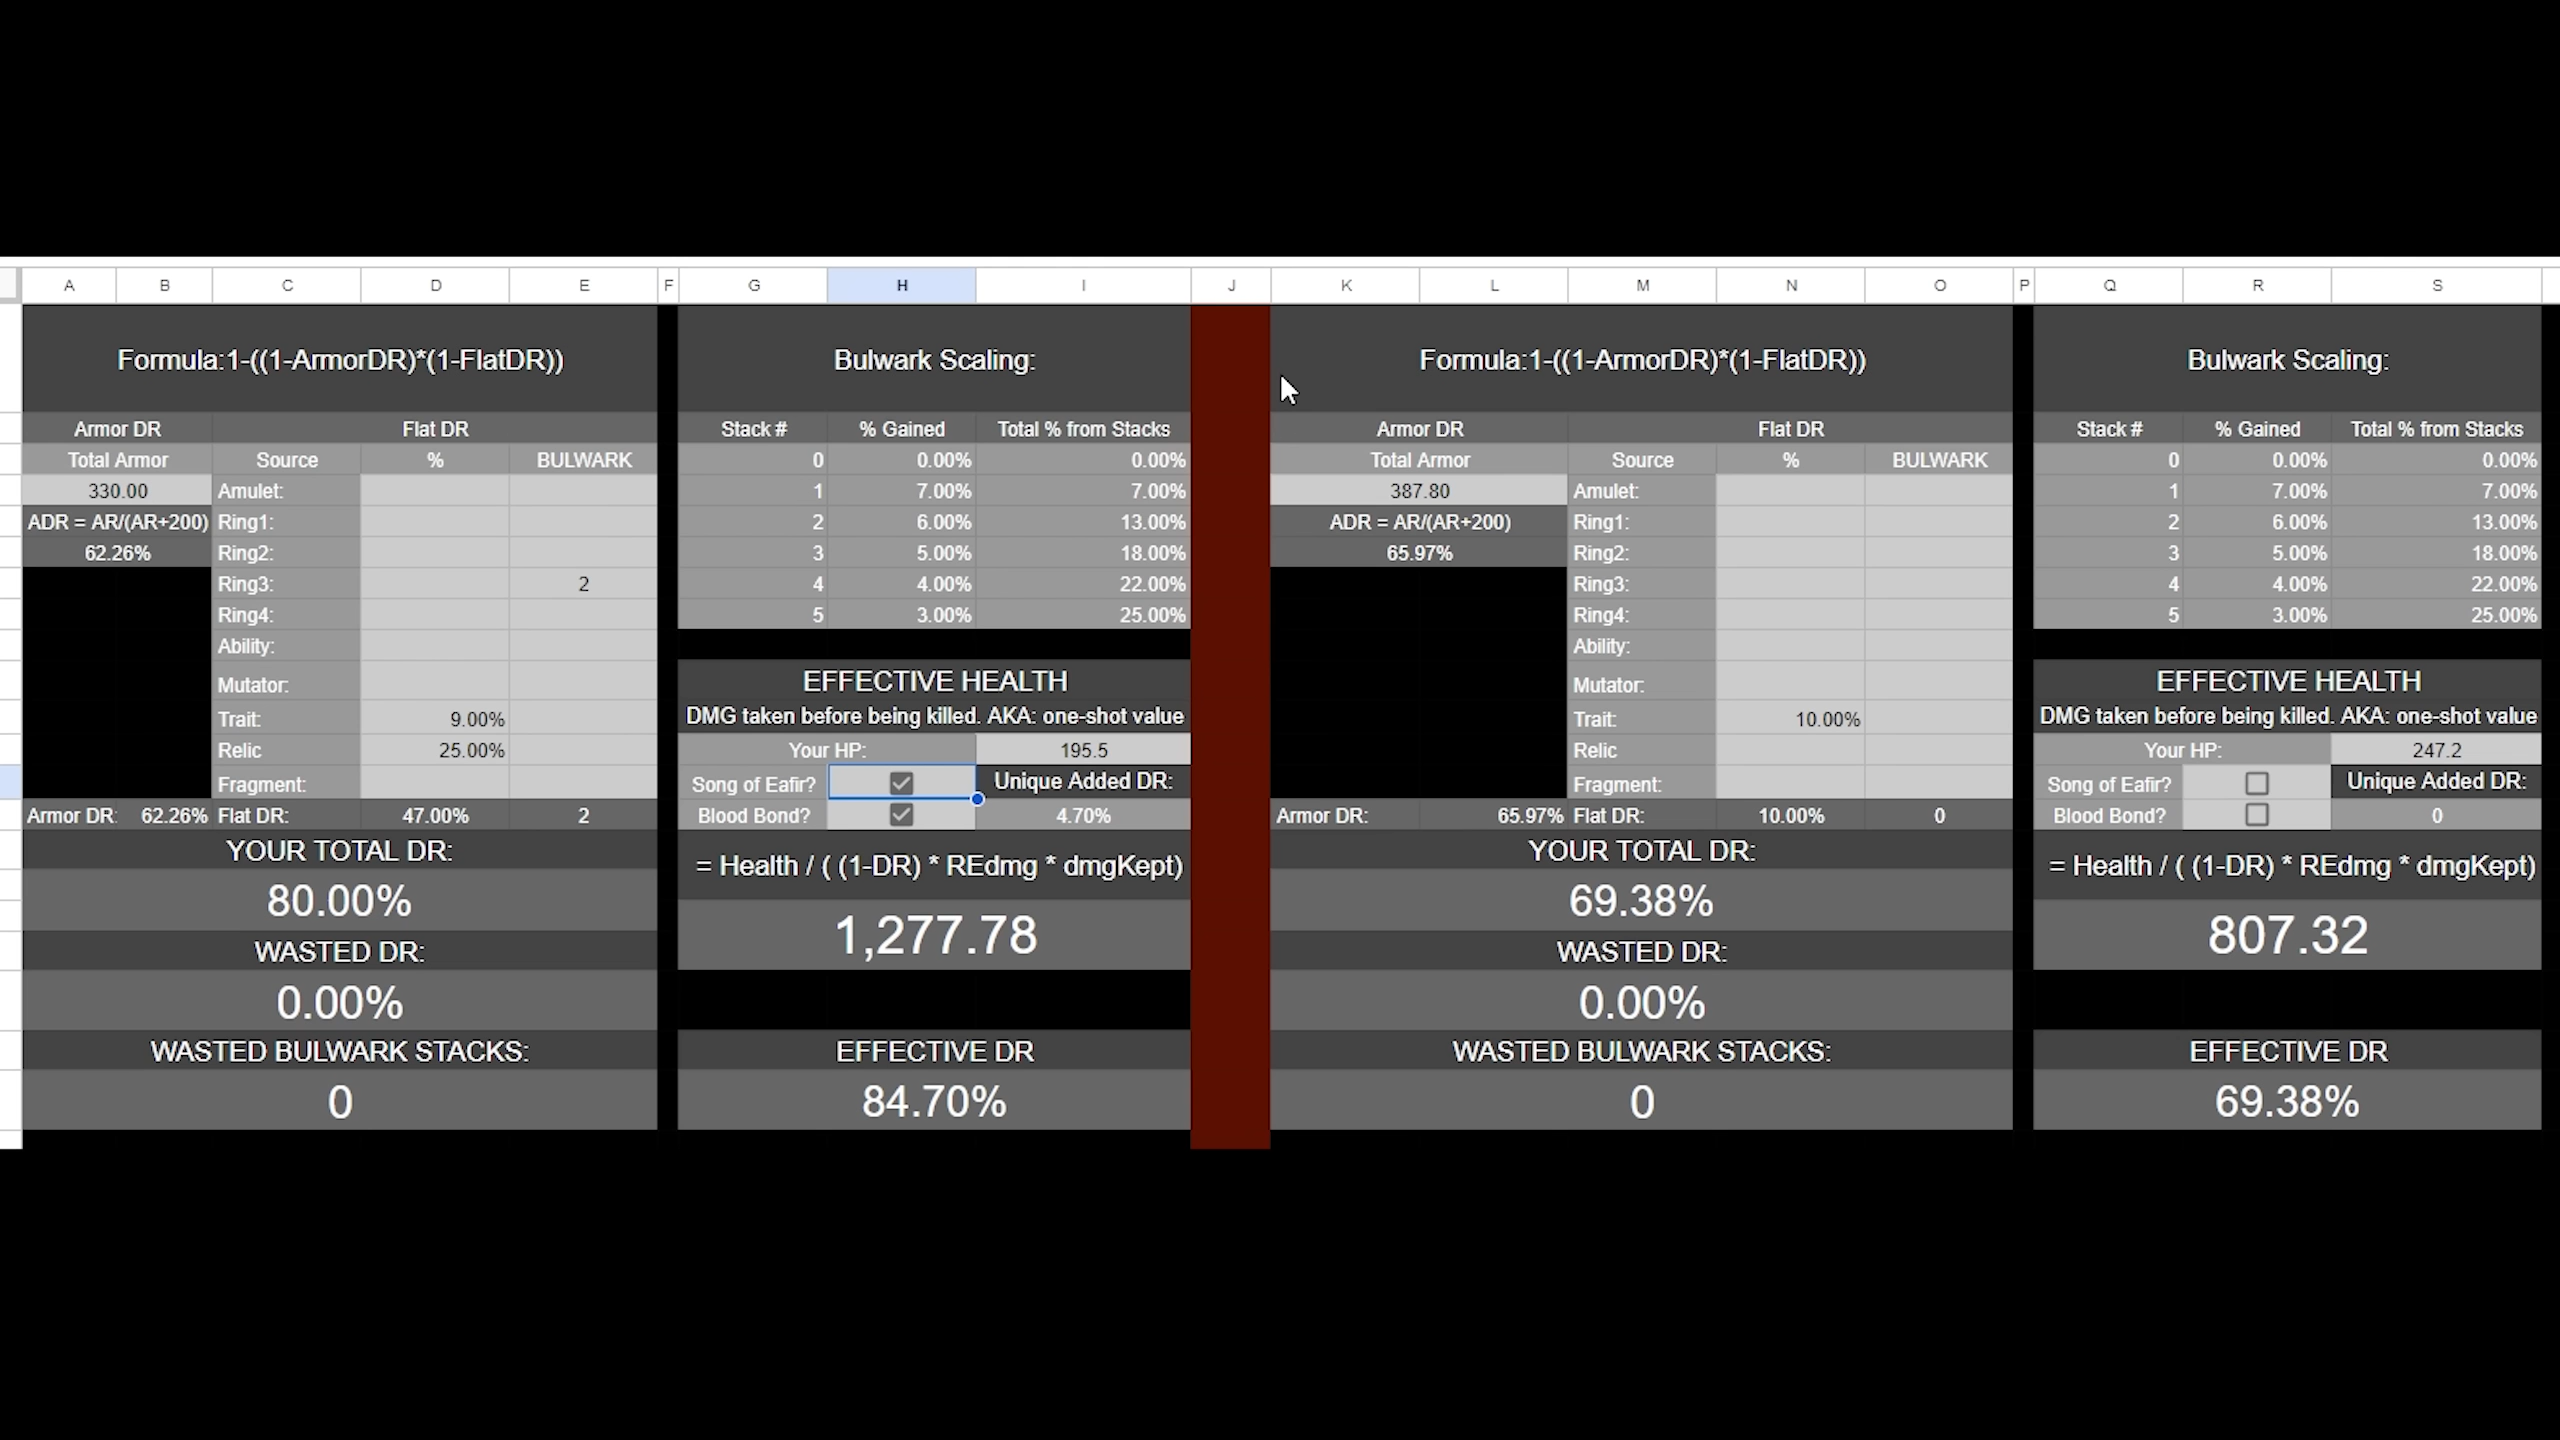 A B C D E F G H I J K L M N O P Q R S
Formula:1-((1-ArmorDR)*(1-FlatDR)) Bulwark Scaling: Formula:1-((1-ArmorDR)*(1-FlatDR)) Bulwark Scaling:
Armor DR Flat DR Stack # % Gained Total % from Stacks Armor DR Flat DR Stack # % Gained Total % from Stacks
Total Armor Source % BULWARK 0 0.00% 0.00% Total Armor Source % BULWARK 0 0.00% 0.00%
330.00 Amulet: 1 7.00% 7.00% 387.80 Amulet: 1 7.00% 7.00%
ADR = AR/(AR+200) Ring1: 2 6.00% 13.00% ADR = AR/(AR+200) Ring1: 2 6.00% 13.00%
62.26% Ring2: 3 5.00% 18.00% 65.97% Ring2: 3 5.00% 18.00%
Ring3: 2 4 4.00% 22.00% Ring3: 4 4.00% 22.00%
Ring4: 5 3.00% 25.00% Ring4: 5 3.00% 25.00%
Ability: Ability:
Mutator: EFFECTIVE HEALTH Mutator: EFFECTIVE HEALTH
Trait: 9.00% DMG taken before being killed. AKA: one-shot value Trait: 10.00% DMG taken before being killed. AKA: one-shot value
Relic 25.00% Your HP: 195.5 Relic Your HP: 247.2
Fragment: Song of Eafir? Unique Added DR: Fragment: Song of Eafir? Unique Added DR:
Armor DR: 62.26% Flat DR: 47.00% 2 Blood Bond? 4.70% Armor DR: 65.97% Flat DR: 10.00% 0 Blood Bond? 0
YOUR TOTAL DR: = Health / ( (1-DR) * REdmg * dmgKept) YOUR TOTAL DR: = Health / ( (1-DR) * REdmg * dmgKept)
80.00% 1,277.78 69.38% 807.32
WASTED DR: WASTED DR:
0.00% 0.00%
WASTED BULWARK STACKS: EFFECTIVE DR WASTED BULWARK STACKS: EFFECTIVE DR
0 84.70% 0 69.38%